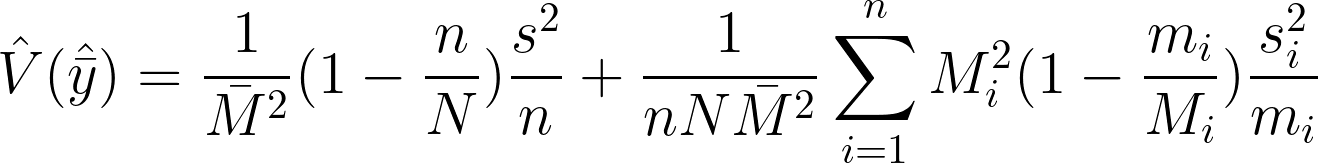 $\hat{V}(\hat{\bar{y}}) = \frac{1}{\bar{M}^2}(1 - \frac{n}{N})\frac{s^2}{n} + \frac{1}{nN\bar{M}^2}\sum_{i=1}^{n} M_i^2(1 - \frac{m_i}{M_i})\frac{s_i^2}{m_i}$